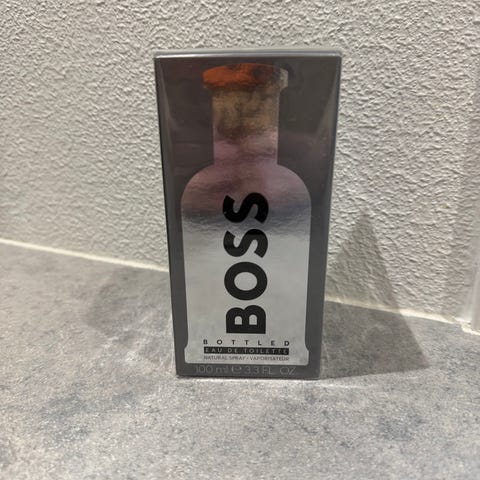 BOSS
BOTTLED
EAU DE TOILETTE
NATURAL SPRAY • VAPORISATEUR
100 ml ℮ 3.3 FL. OZ